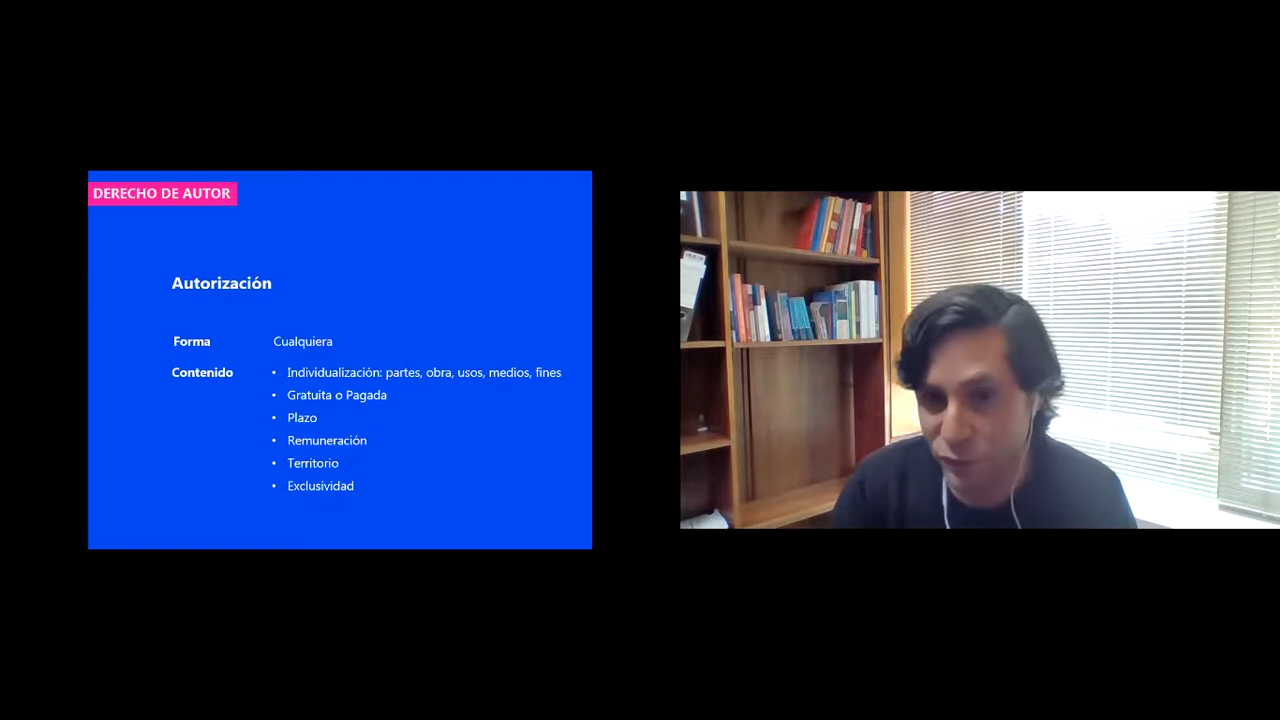 DERECHO DE AUTOR
Autorización
Forma Cualquiera
Contenido • Individualización: partes, obra, usos, medios, fines
• Gratuita o Pagada
• Plazo
• Remuneración
• Territorio
• Exclusividad